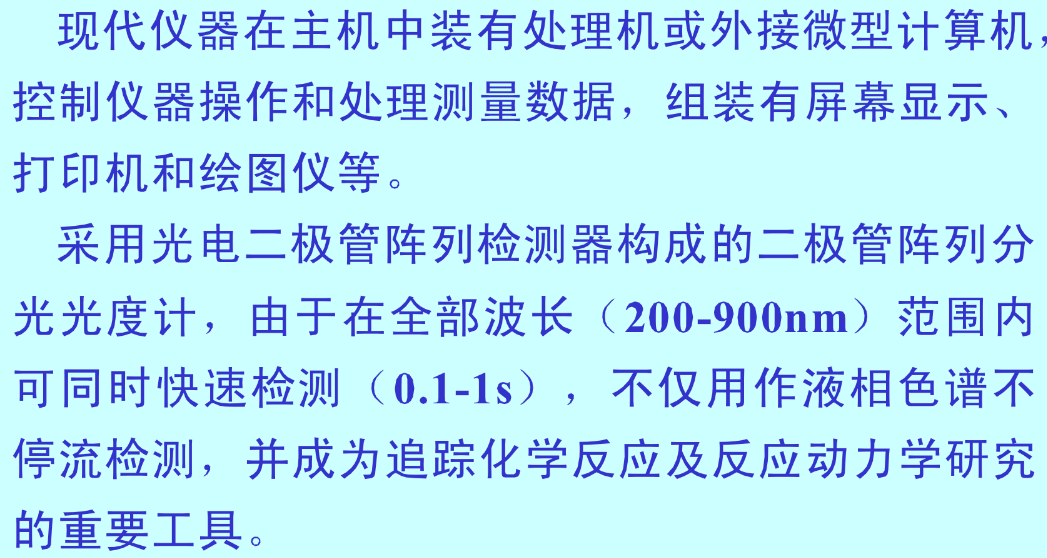 现代仪器在主机中装有处理机或外接微型计算机，
控制仪器操作和处理测量数据，组装有屏幕显示、
打印机和绘图仪等。
采用光电二极管阵列检测器构成的二极管阵列分
光光度计，由于在全部波长（200-900nm）范围内
可同时快速检测（0.1-1s），不仅用作液相色谱不
停流检测，并成为追踪化学反应及反应动力学研究
的重要工具。